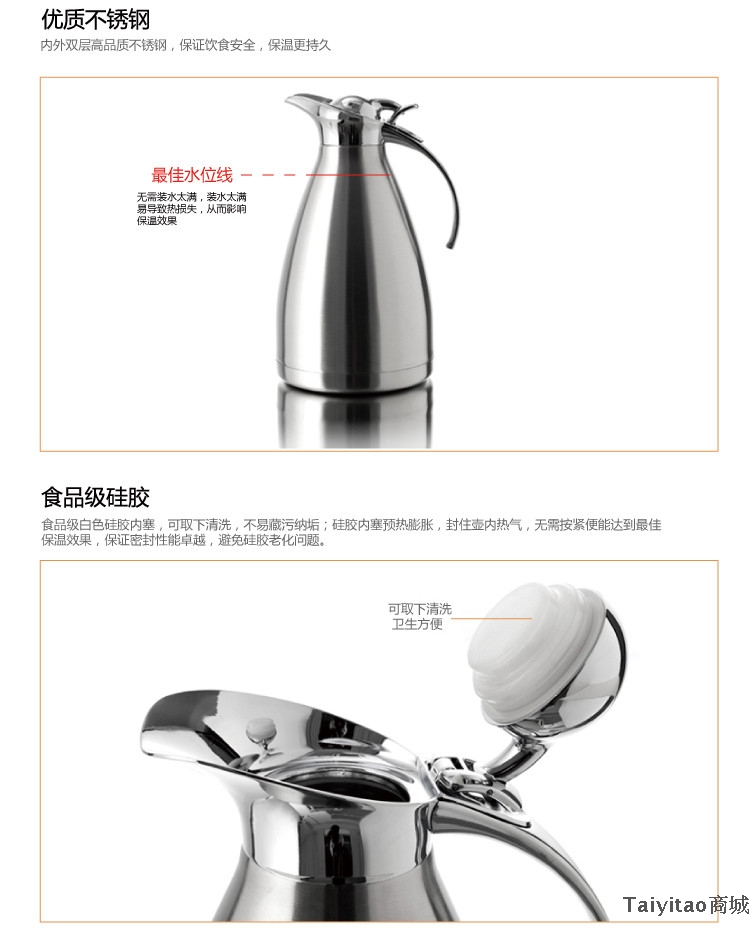 优质不锈钢
内外双层高品质不锈钢，保证饮食安全，保温更持久
最佳水位线
无需装水太满，装水太满
易导致热损失，从而影响
保温效果
食品级硅胶
食品级白色硅胶内塞，可取下清洗，不易藏污纳垢；硅胶内塞预热膨胀，封住壶内热气，无需按紧便能达到最佳
保温效果，保证密封性能卓越，避免硅胶老化问题。
可取下清洗
卫生方便
Taiyitao商城